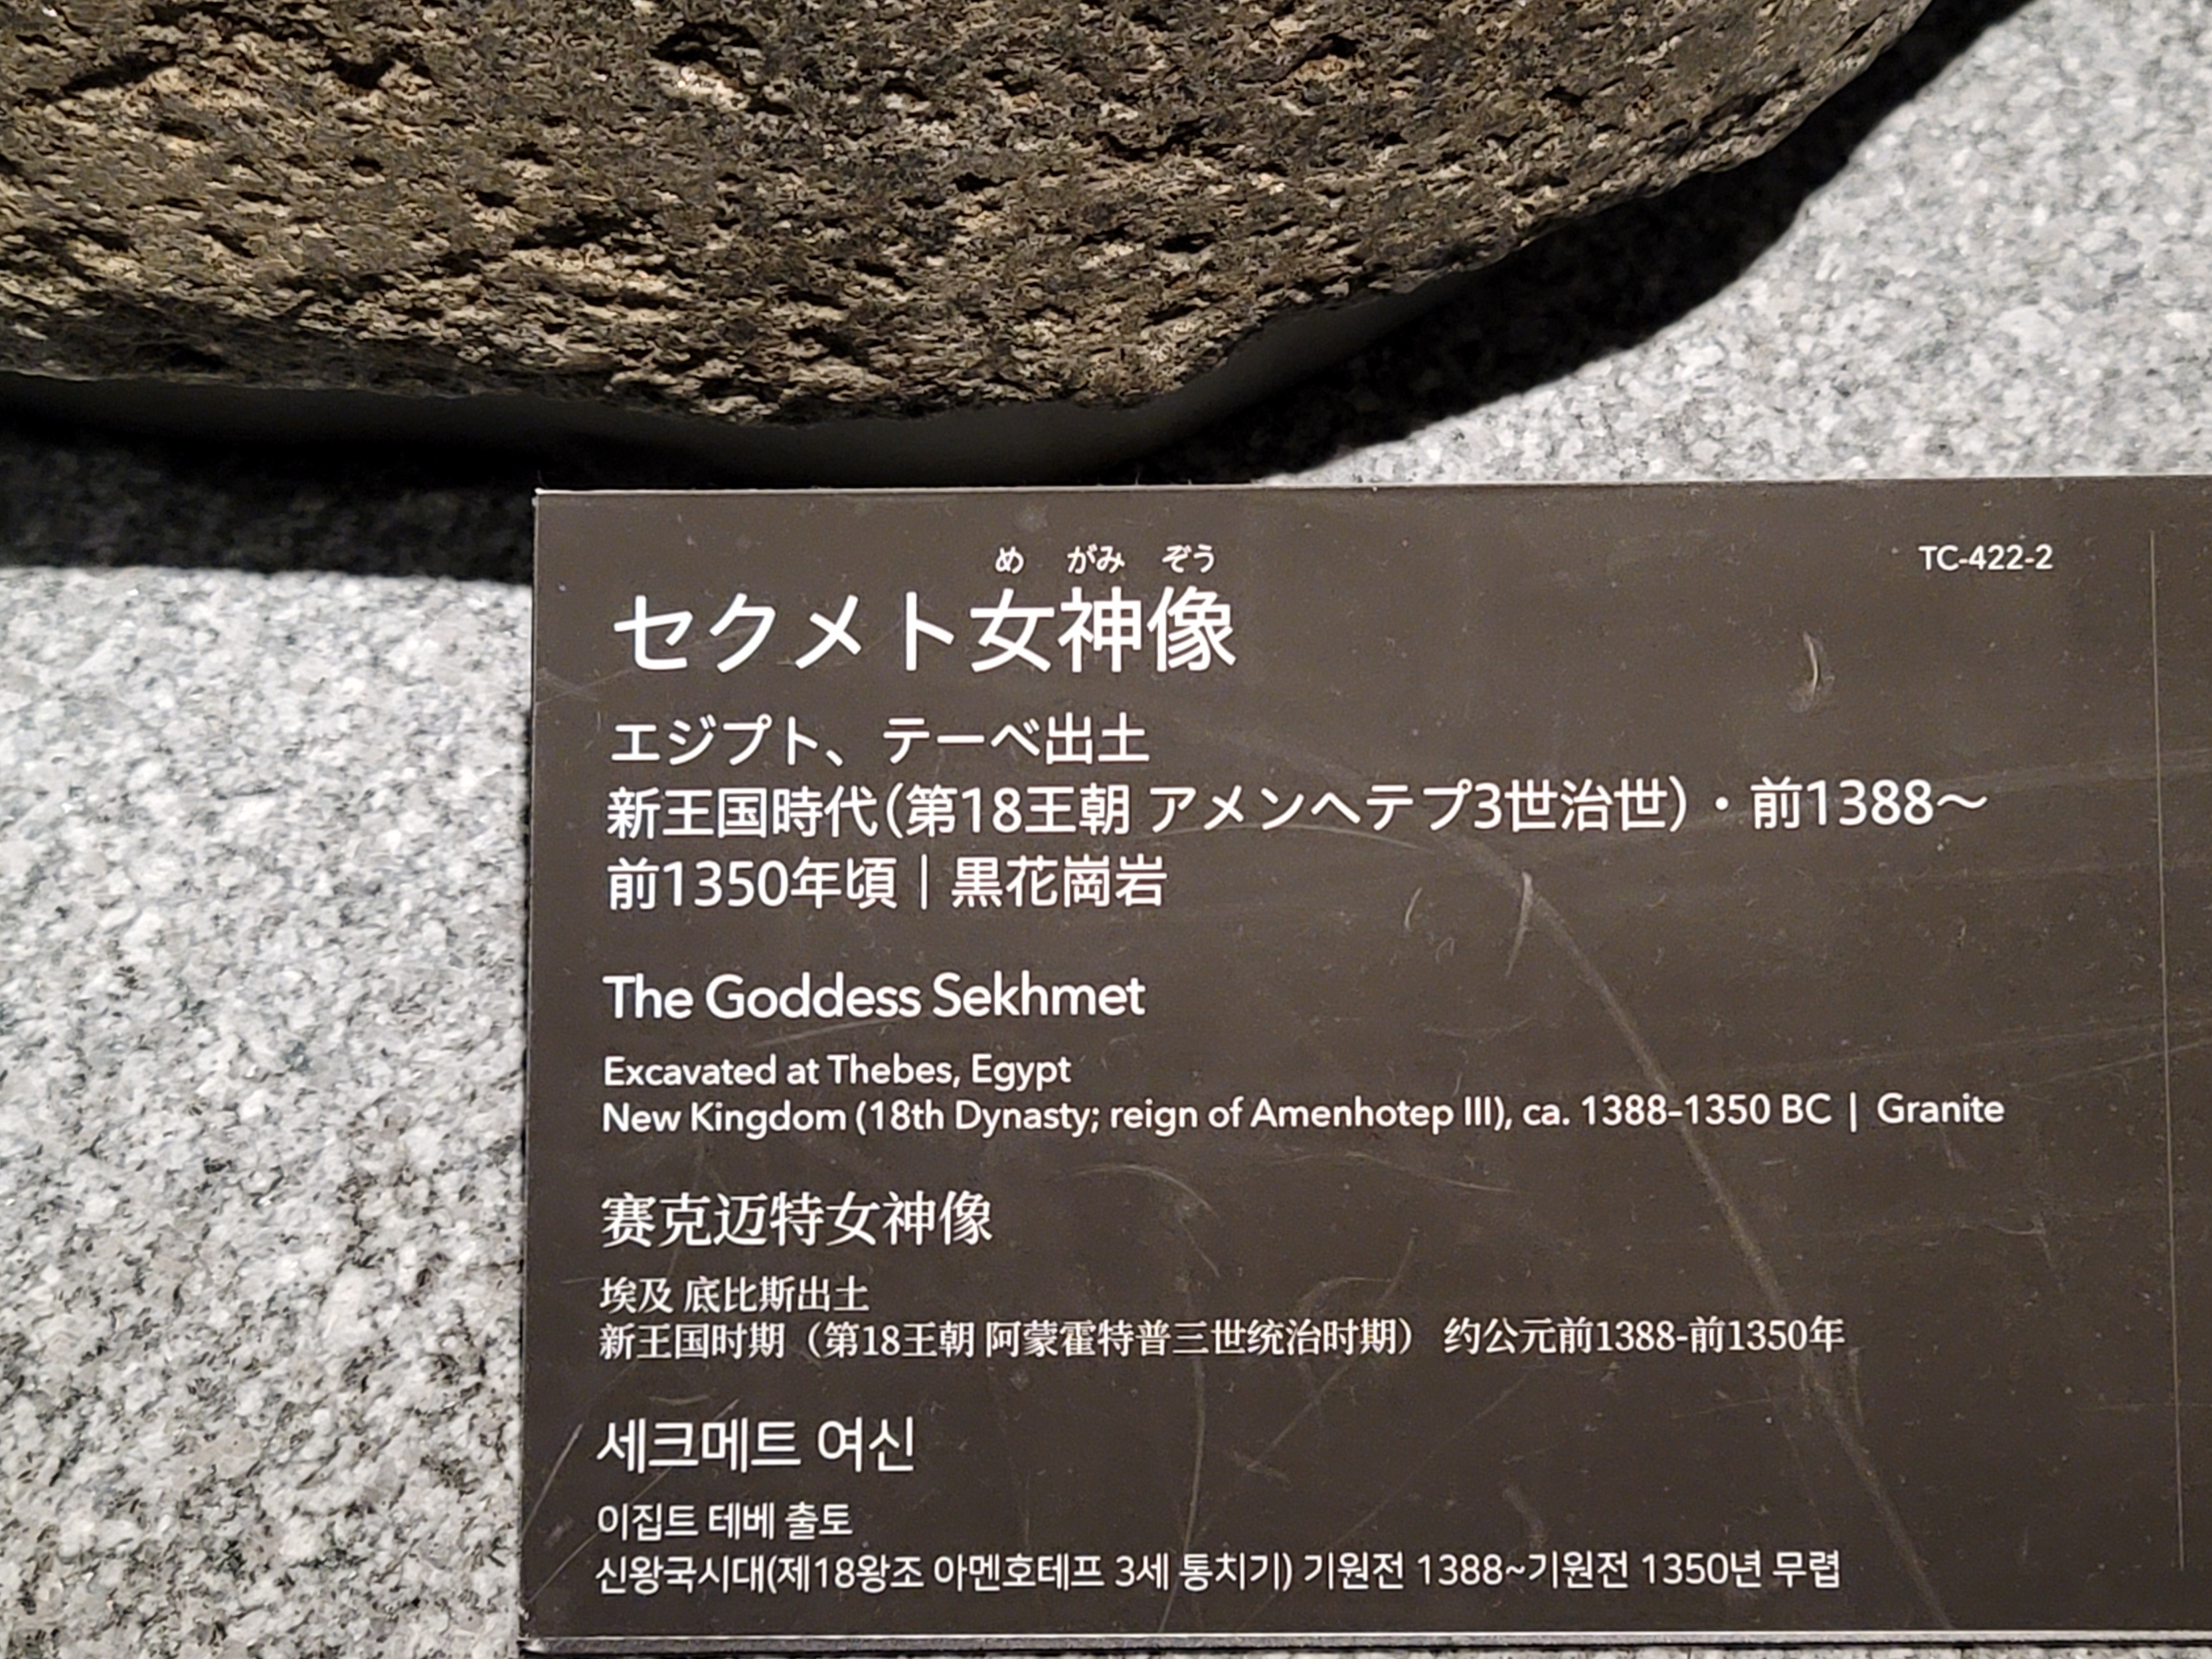 TC-422-2
め がみ ぞう
セクメト女神像
エジプト、テーベ出土
新王国時代(第18王朝 アメンヘテプ3世治世)・前1388〜
前1350年頃｜黒花崗岩
The Goddess Sekhmet
Excavated at Thebes, Egypt
New Kingdom (18th Dynasty; reign of Amenhotep III), ca. 1388–1350 BC | Granite
赛克迈特女神像
埃及 底比斯出土
新王国时期（第18王朝 阿蒙霍特普三世统治时期） 约公元前1388-前1350年
세크메트 여신
이집트 테베 출토
신왕국시대(제18왕조 아멘호테프 3세 통치기) 기원전 1388~기원전 1350년 무렵